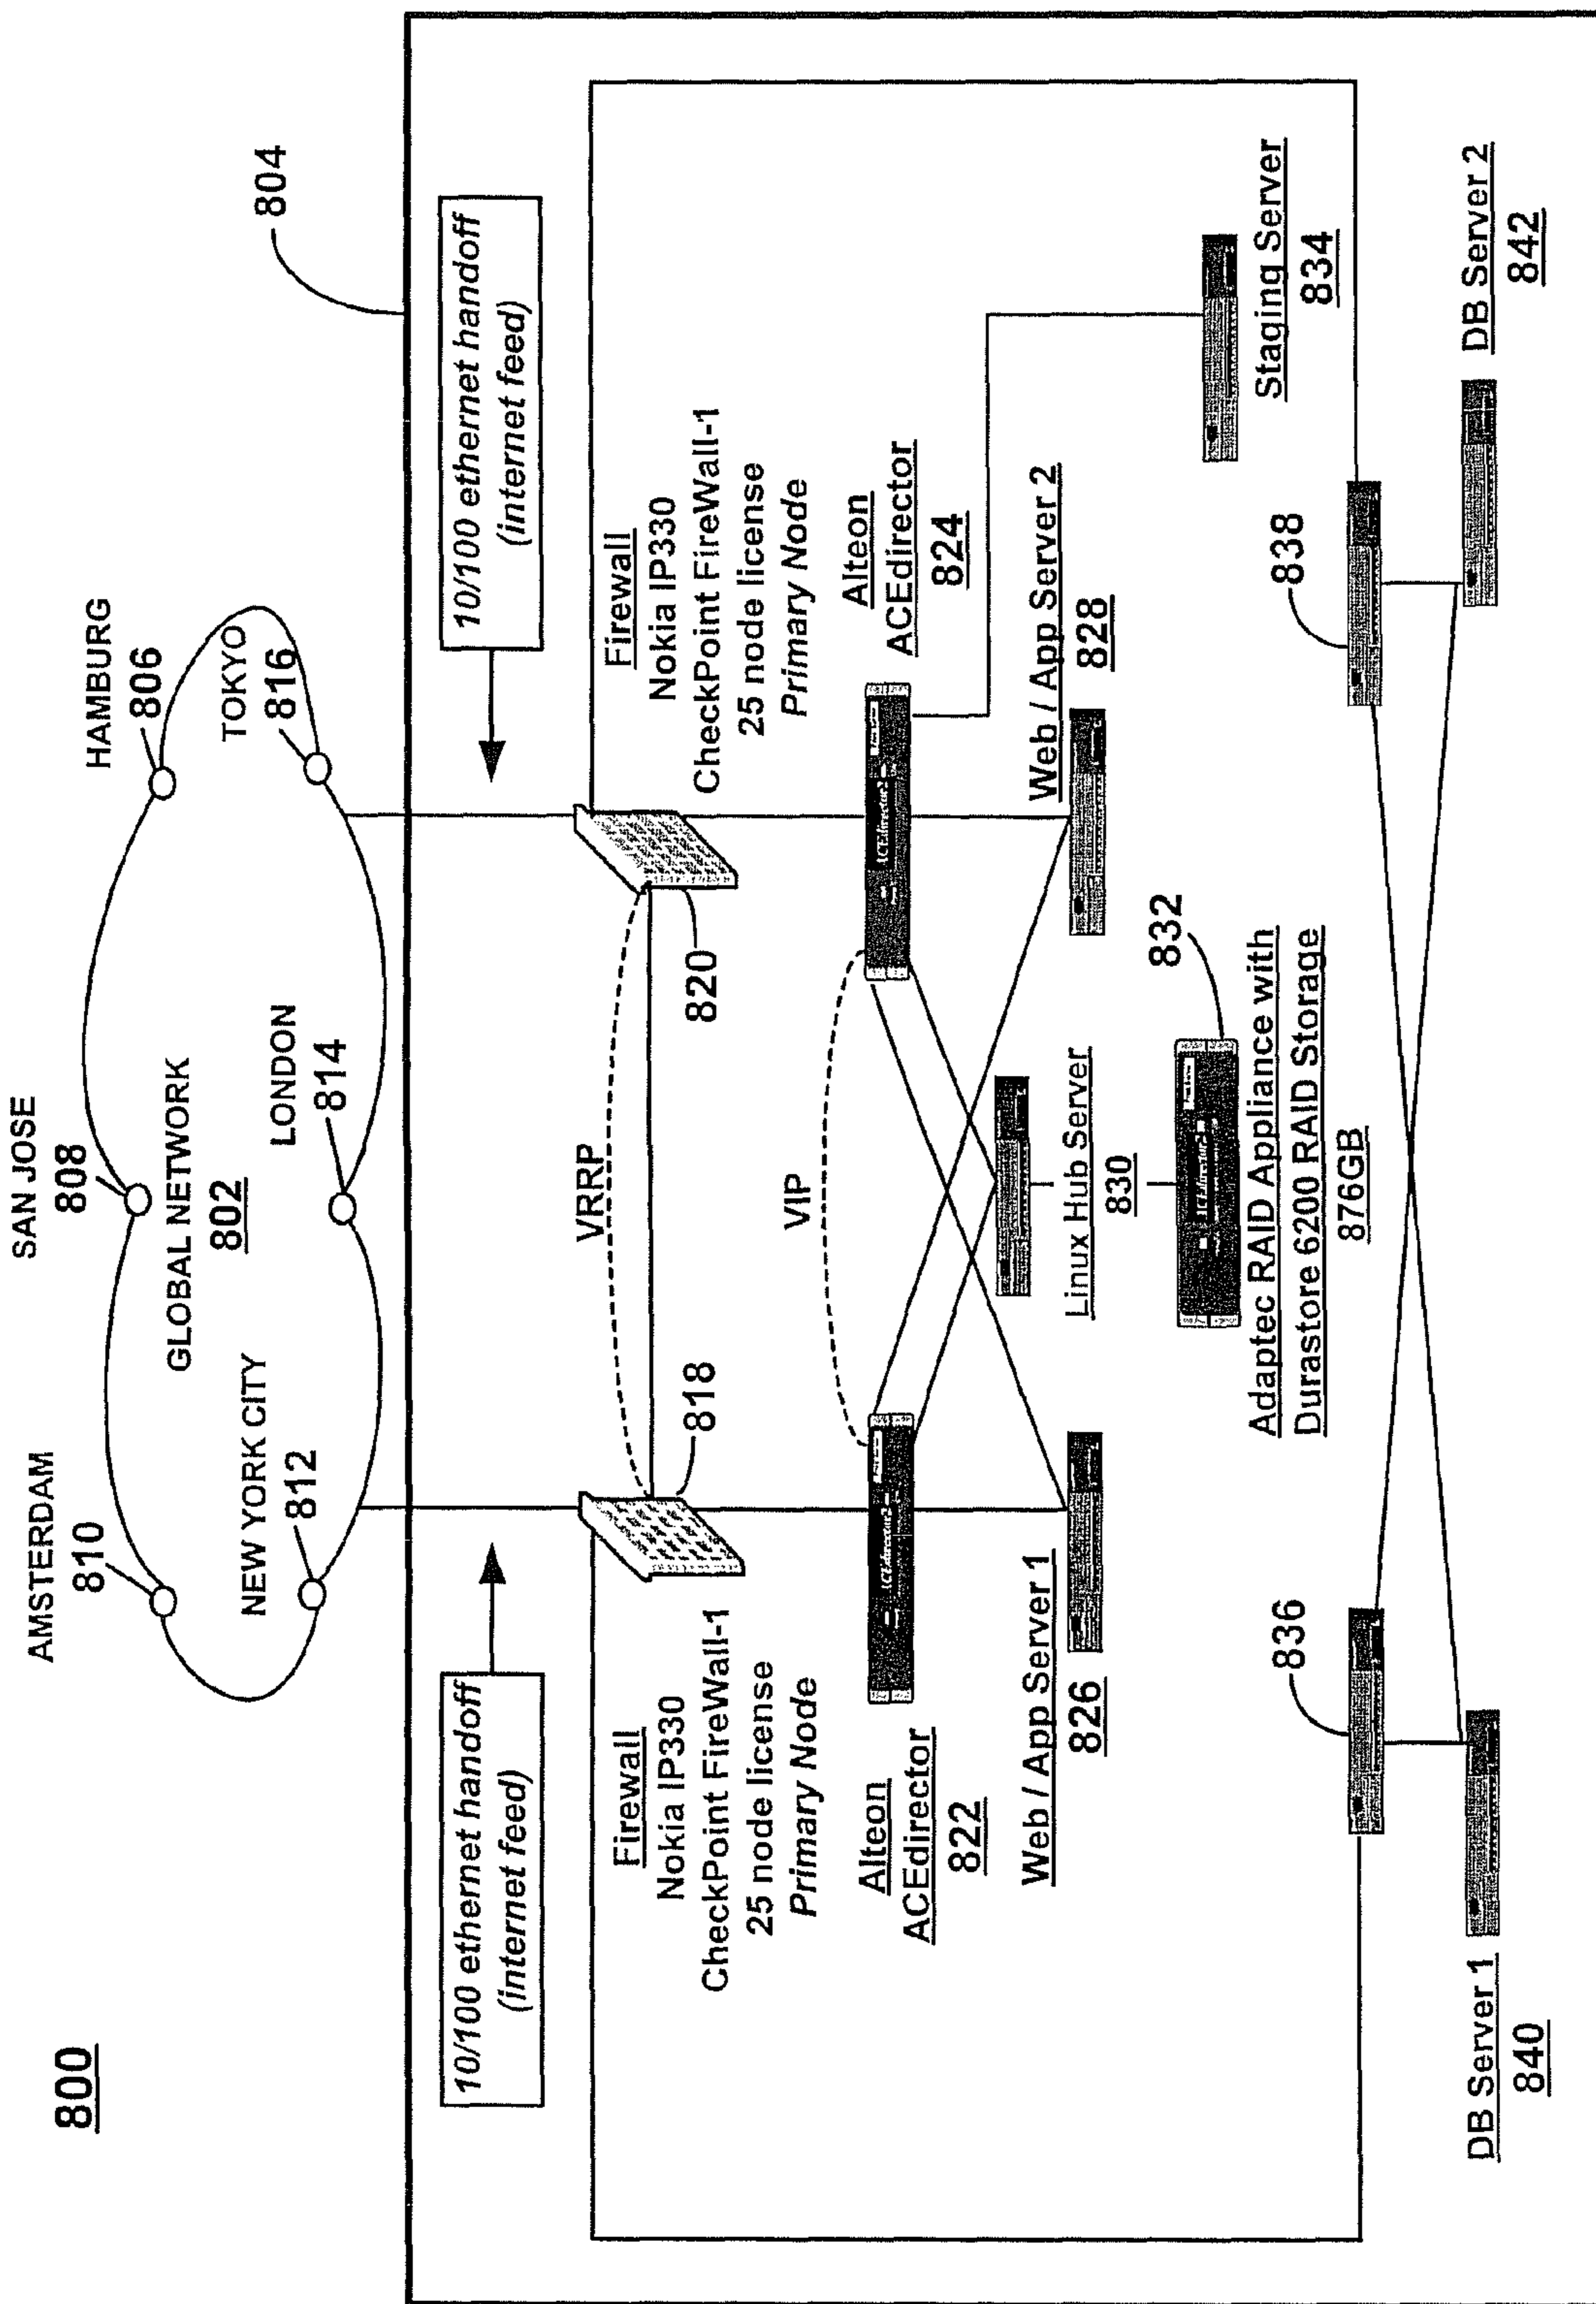 800
AMSTERDAM
810
SAN JOSE
808
HAMBURG
806
GLOBAL NETWORK
802
NEW YORK CITY
812
LONDON
814
TOKYO
816
804
10/100 ethernet handoff
(internet feed)
10/100 ethernet handoff
(internet feed)
VRRP
818
820
Firewall
Nokia IP330
CheckPoint FireWall-1
25 node license
Primary Node
Firewall
Nokia IP330
CheckPoint FireWall-1
25 node license
Primary Node
VIP
Alteon
ACEdirector
822
Alteon
ACEdirector
824
Web / App Server 1
826
Web / App Server 2
828
Linux Hub Server
830
832
Adaptec RAID Appliance with
Durastore 6200 RAID Storage
876GB
Staging Server
834
836
838
DB Server 1
840
DB Server 2
842